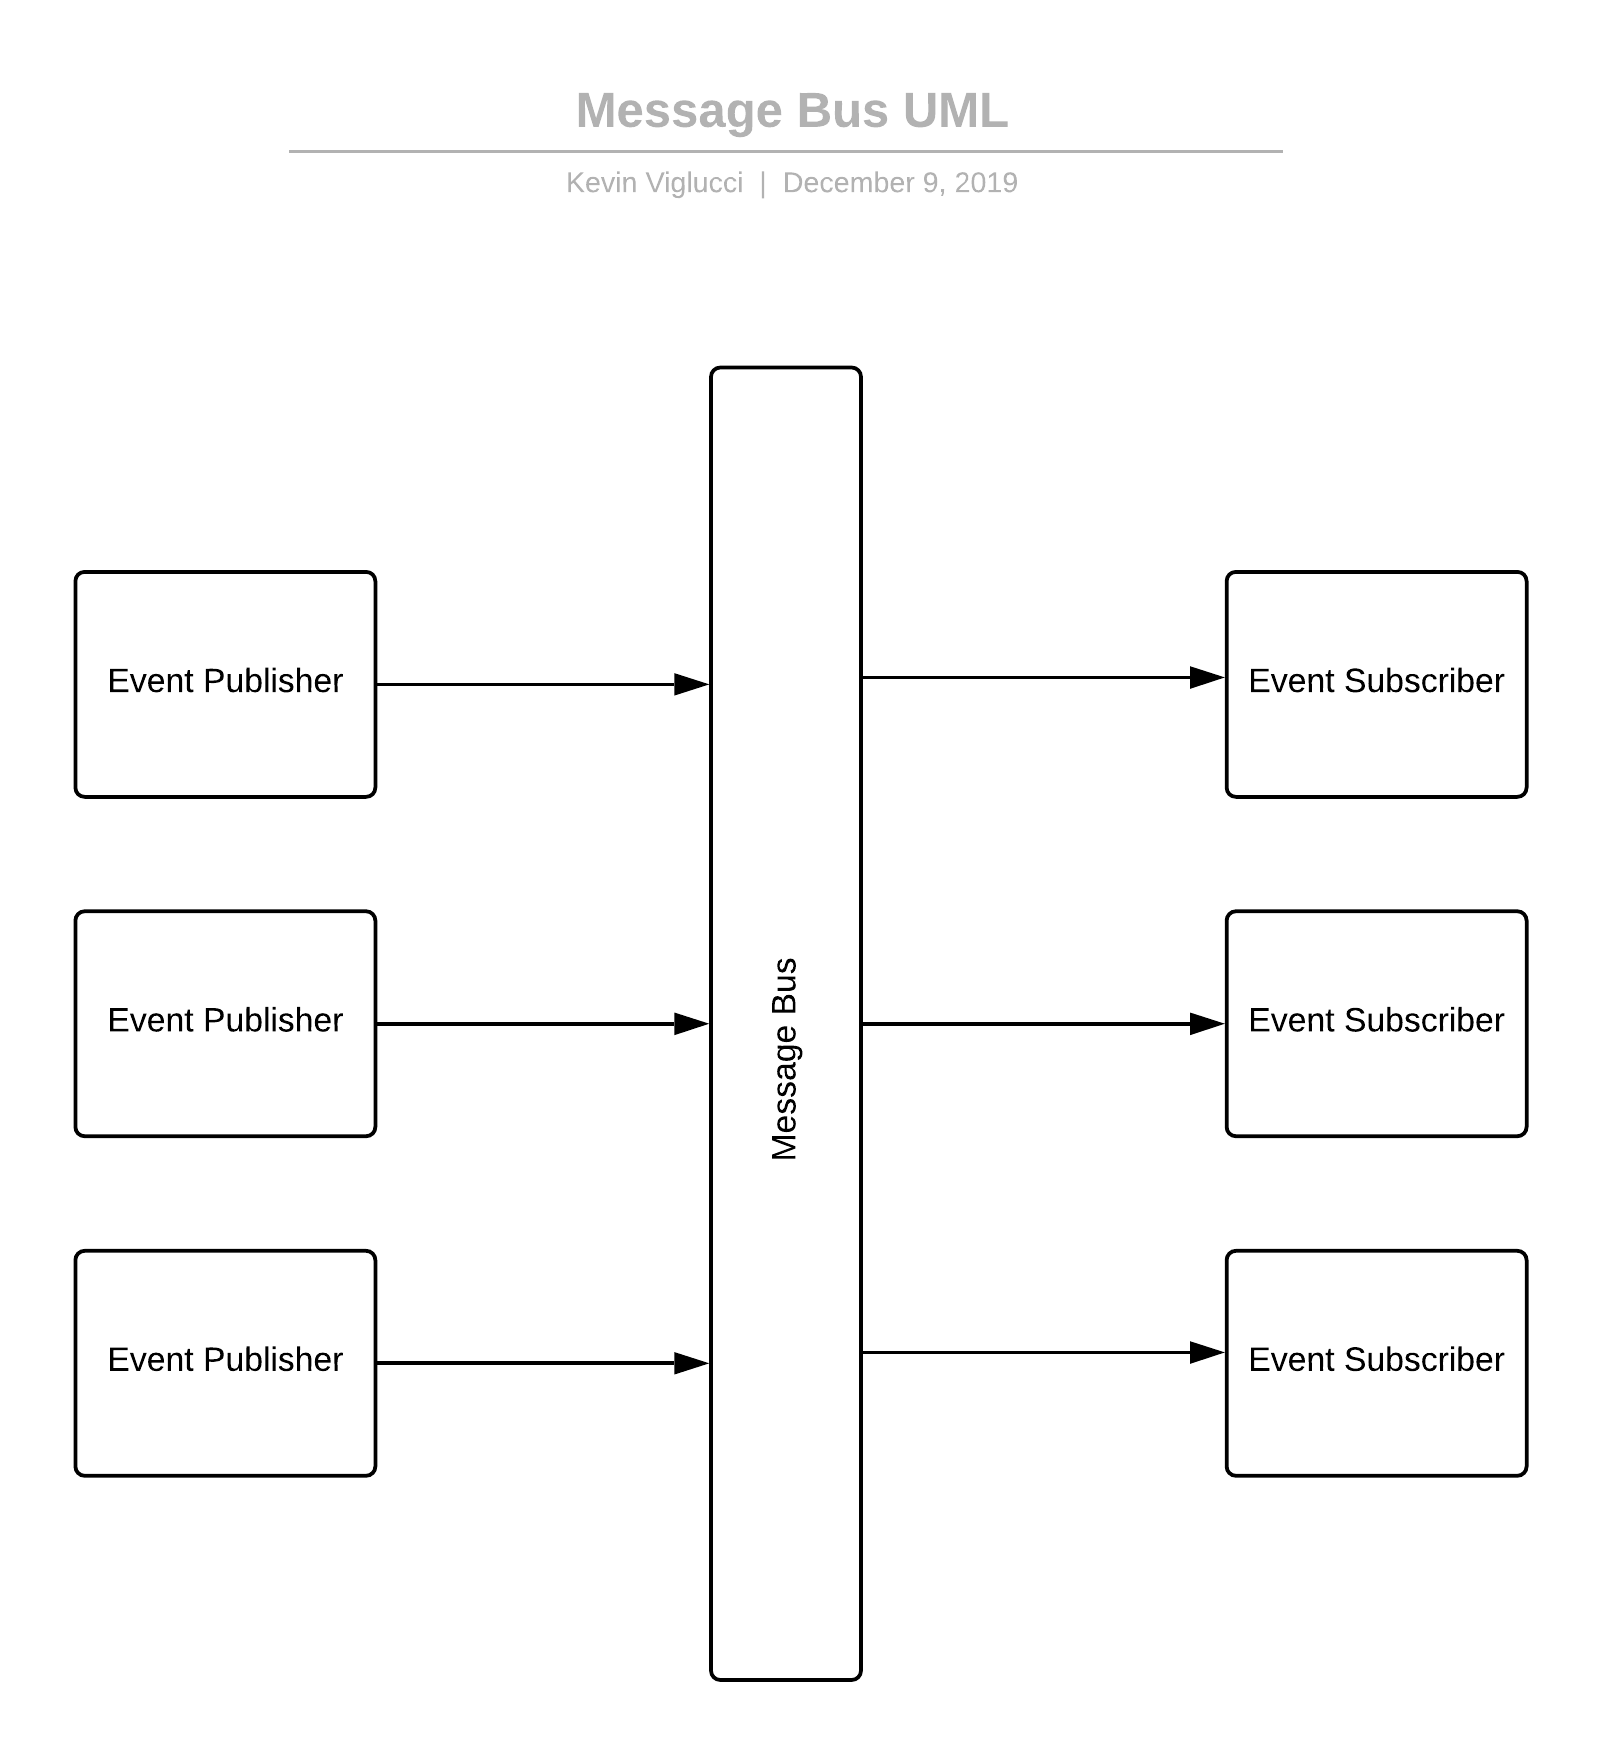 Message Bus UML
Kevin Viglucci | December 9, 2019
Event Publisher
Event Subscriber
Event Publisher
Message Bus
Event Subscriber
Event Publisher
Event Subscriber